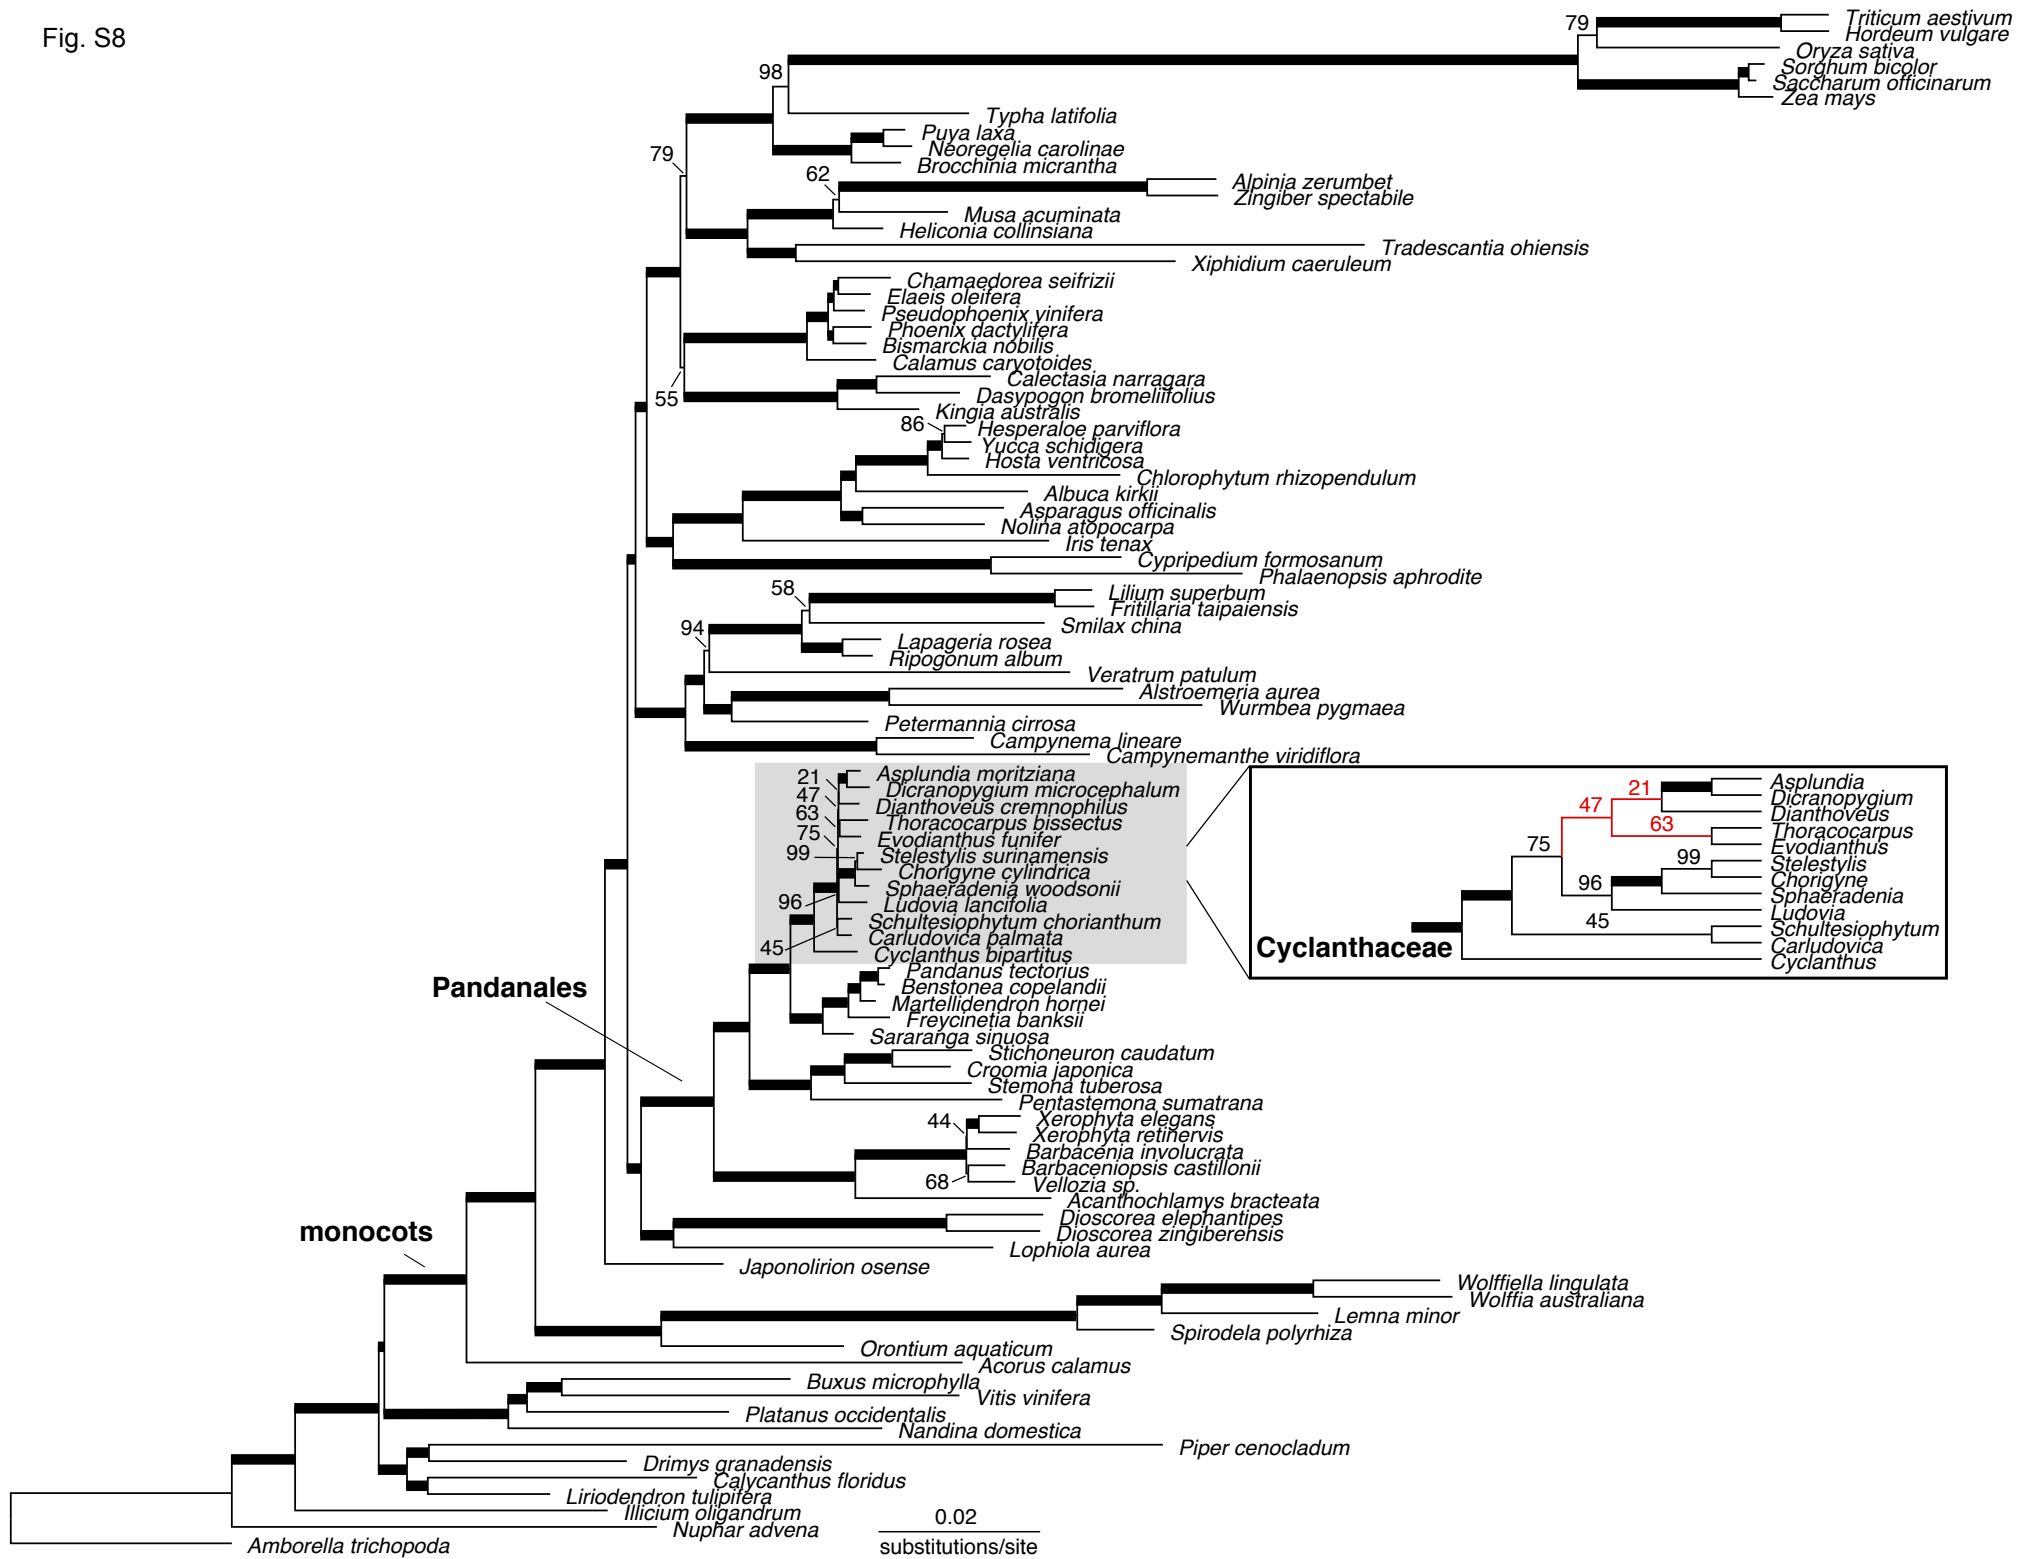 Fig. S8
79
Triticum aestivum
Hordeum vulgare
Oryza sativa
Sorghum bicolor
Saccharum officinarum
Zea mays
98
Typha latifolia
Puya laxa
Neoregelia carolinae
Brocchinia micrantha
79
62
Alpinia zerumbet
Zingiber spectabile
Musa acuminata
Heliconia collinsiana
Tradescantia ohiensis
Xiphidium caeruleum
Chamaedorea seifrizii
Elaeis oleifera
Pseudophoenix vinifera
Phoenix dactylifera
Bismarckia nobilis
Calamus caryotoides
55
Calectasia narragara
Dasypogon bromeliifolius
Kingia australis
86
Hesperaloe parviflora
Yucca schidigera
Hosta ventricosa
Chlorophytum rhizopendulum
Albuca kirkii
Asparagus officinalis
Nolina atopocarpa
Iris tenax
Cypripedium formosanum
Phalaenopsis aphrodite
58
Lilium superbum
Fritillaria taipaiensis
Smilax china
94
Lapageria rosea
Ripogonum album
Veratrum patulum
Alstroemeria aurea
Wurmbea pygmaea
Petermannia cirrosa
Campynema lineare
Campynemanthe viridiflora
21
47
63
75
99
96
45
Asplundia moritziana
Dicranopygium microcephalum
Dianthoveus cremnophilus
Thoracocarpus bissectus
Evodianthus funifer
Stelestylis surinamensis
Chorigyne cylindrica
Sphaeradenia woodsonii
Ludovia lancifolia
Schultesiophytum chorianthum
Carludovica palmata
Cyclanthus bipartitus
21
47
63
75
99
96
45
Asplundia
Dicranopygium
Dianthoveus
Thoracocarpus
Evodianthus
Stelestylis
Chorigyne
Sphaeradenia
Ludovia
Schultesiophytum
Carludovica
Cyclanthus
Cyclanthaceae
Pandanales
Pandanus tectorius
Benstonea copelandii
Martellidendron hornei
Freycinetia banksii
Sararanga sinuosa
Stichoneuron caudatum
Croomia japonica
Stemona tuberosa
Pentastemona sumatrana
44
Xerophyta elegans
Xerophyta retinervis
Barbacenia involucrata
Barbaceniopsis castillonii
68
Vellozia sp.
Acanthochlamys bracteata
Dioscorea elephantipes
Dioscorea zingiberensis
Lophiola aurea
monocots
Japonolirion osense
Wolffiella lingulata
Wolffia australiana
Lemna minor
Spirodela polyrhiza
Orontium aquaticum
Acorus calamus
Buxus microphylla
Vitis vinifera
Platanus occidentalis
Nandina domestica
Piper cenocladum
Drimys granadensis
Calycanthus floridus
Liriodendron tulipifera
Illicium oligandrum
Nuphar advena
Amborella trichopoda
0.02
substitutions/site